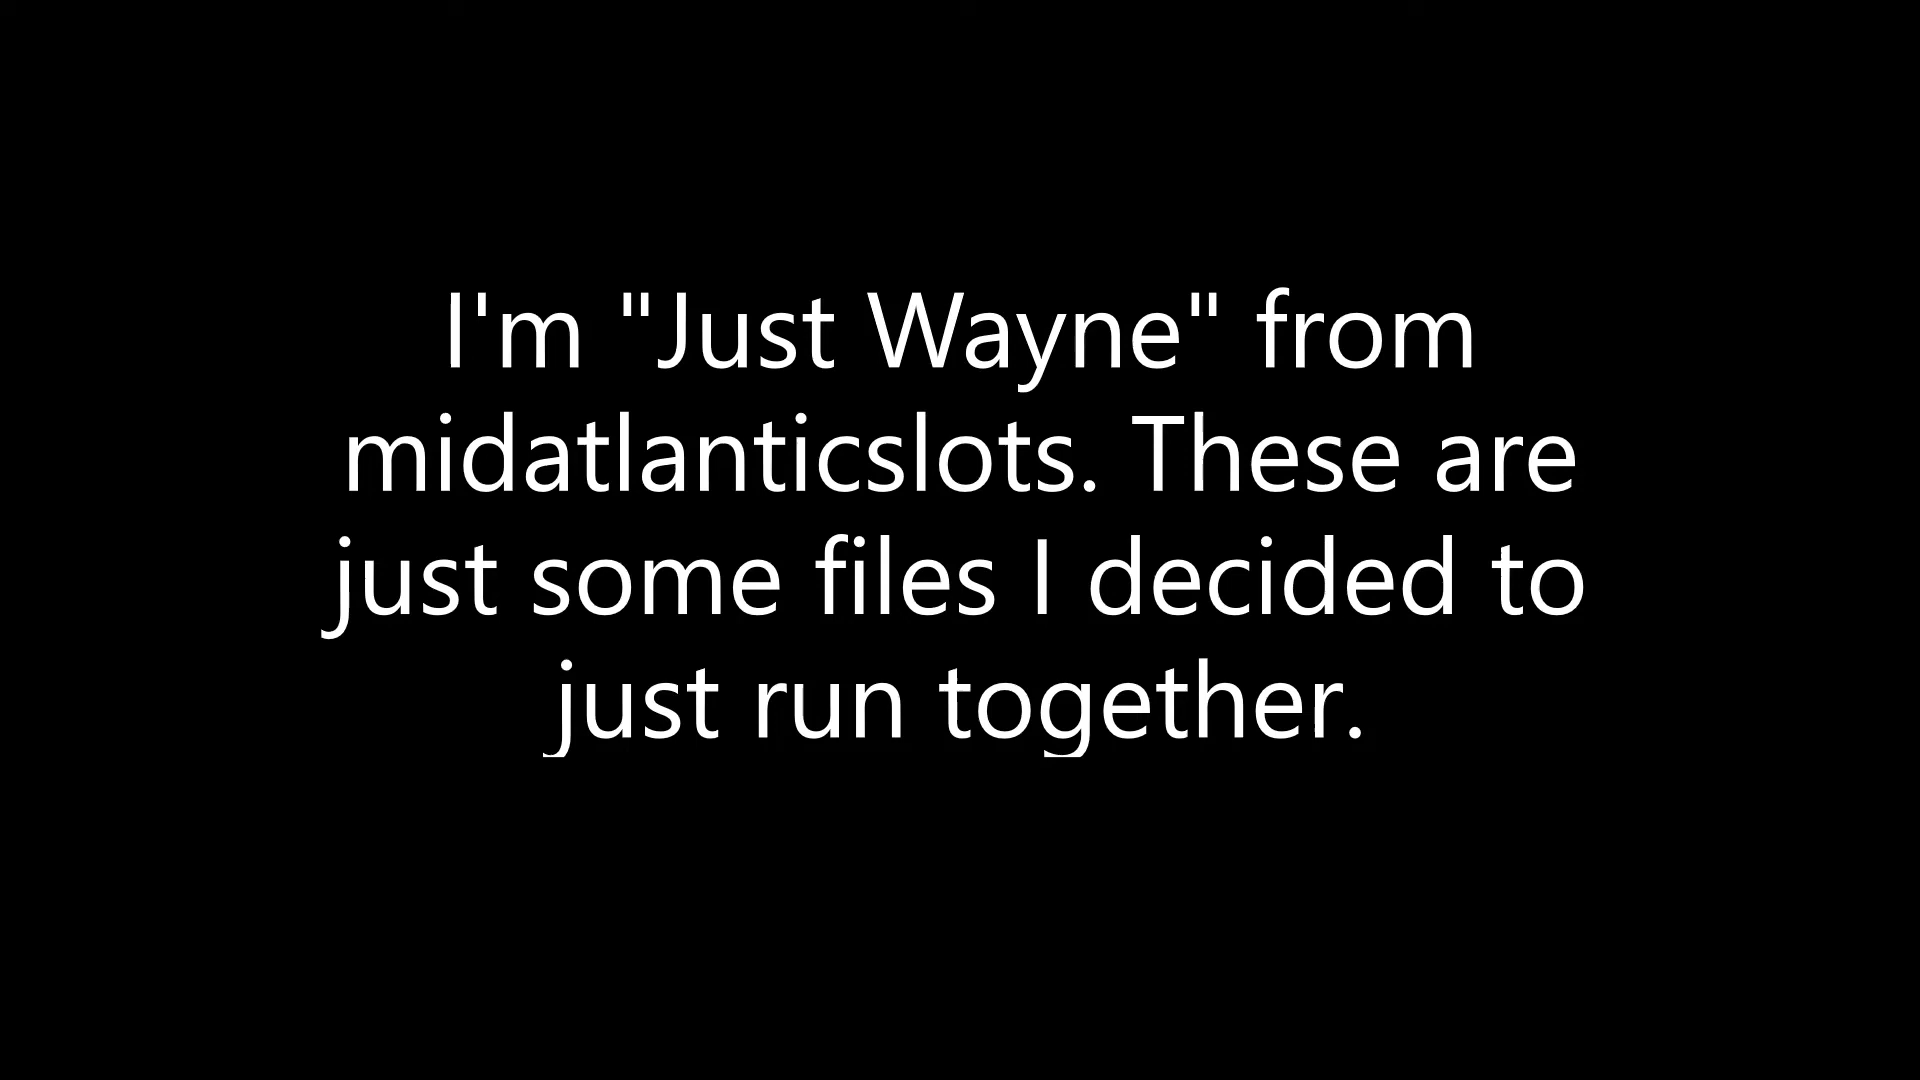 I'm "Just Wayne" from
midatlanticslots. These are
just some files I decided to
just run together.